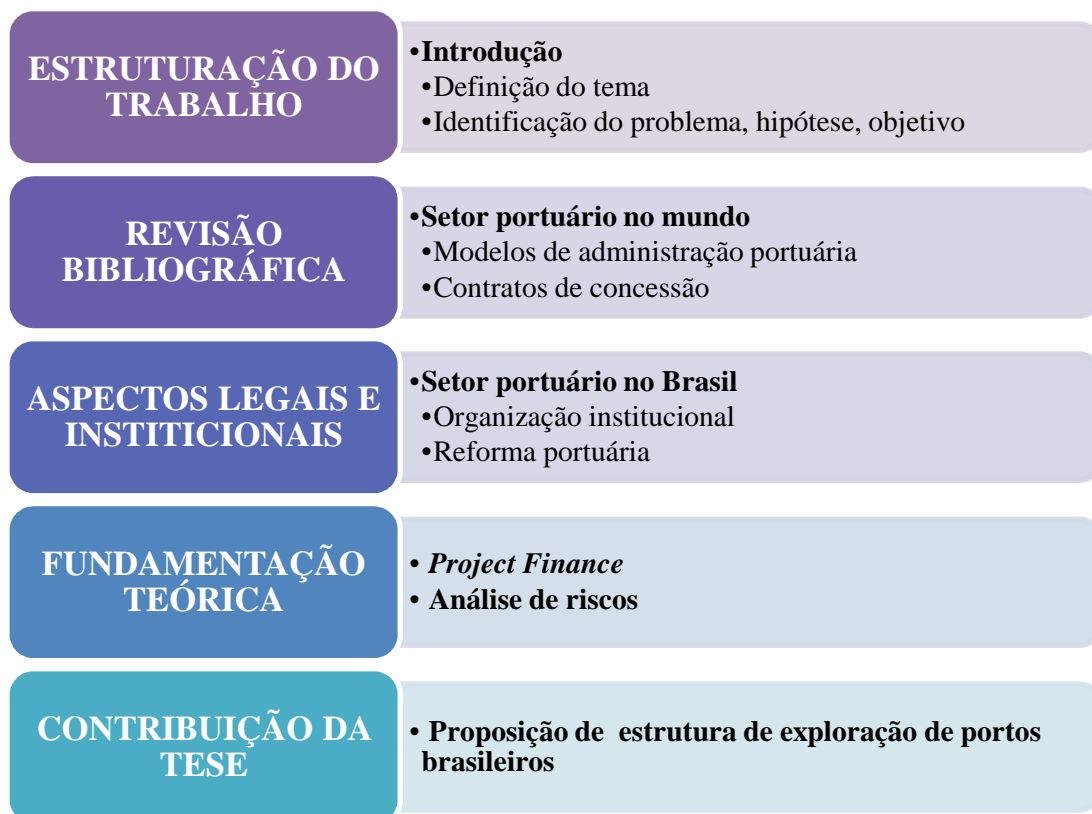 ESTRUTURAÇÃO DO
TRABALHO
•Introdução
•Definição do tema
•Identificação do problema, hipótese, objetivo
REVISÃO
BIBLIOGRÁFICA
•Setor portuário no mundo
•Modelos de administração portuária
•Contratos de concessão
ASPECTOS LEGAIS E
INSTITICIONAIS
•Setor portuário no Brasil
•Organização institucional
•Reforma portuária
FUNDAMENTAÇÃO
TEÓRICA
• Project Finance
• Análise de riscos
CONTRIBUIÇÃO DA
TESE
• Proposição de estrutura de exploração de portos
brasileiros